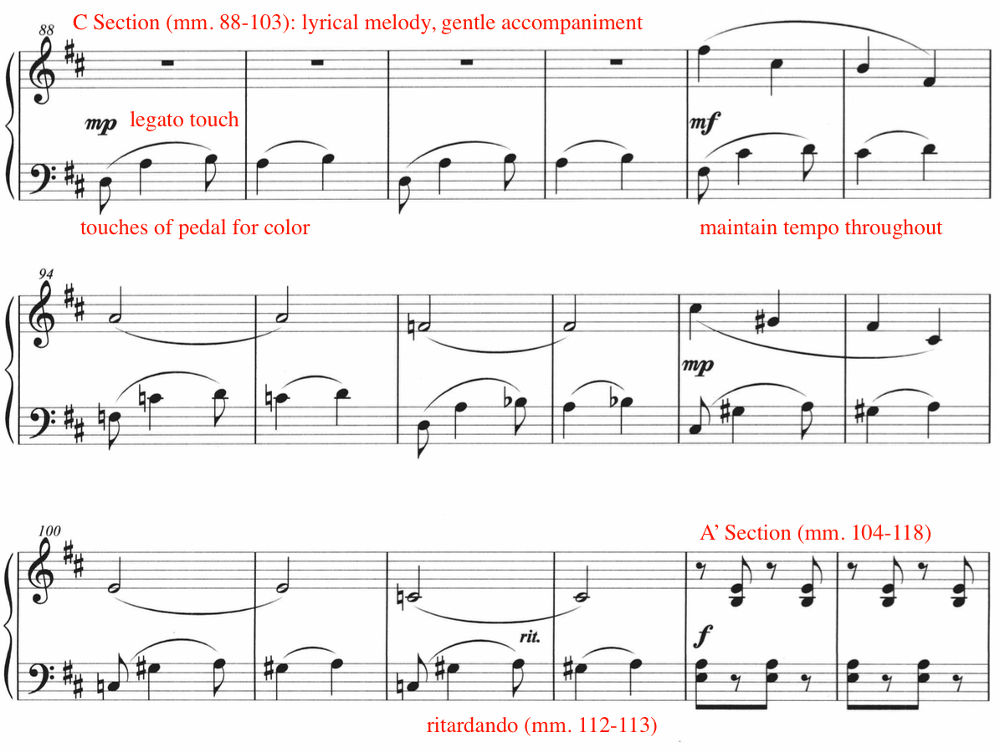 C Section (mm. 88-103): lyrical melody, gentle accompaniment
88
mp legato touch
mf
touches of pedal for color
maintain tempo throughout
94
mp
100
A’ Section (mm. 104-118)
rit.
f
ritardando (mm. 112-113)